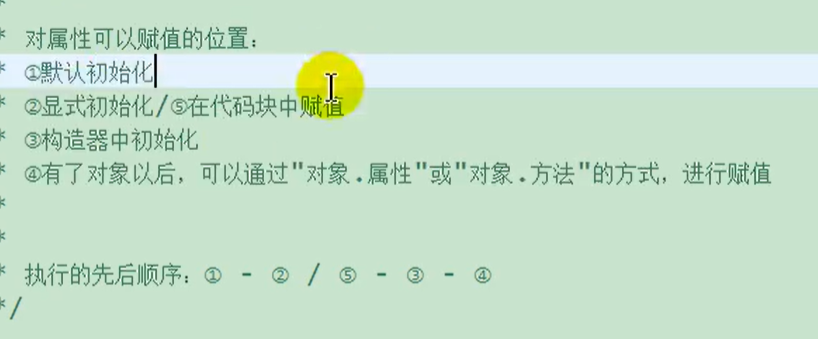 *
* 对属性可以赋值的位置：
* ①默认初始化
* ②显式初始化/⑤在代码块中赋值
* ③构造器中初始化
* ④有了对象以后，可以通过"对象.属性"或"对象.方法"的方式，进行赋值
*
*
* 执行的先后顺序：① - ② / ⑤ - ③ - ④
*/